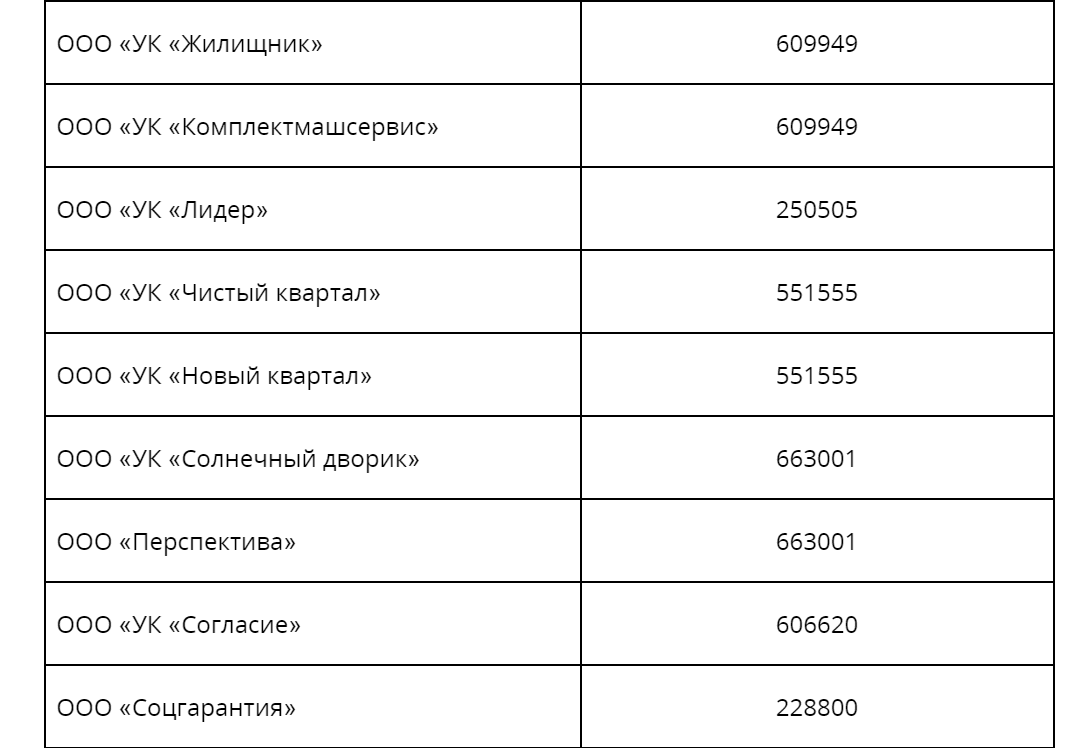 ООО «УК «Жилищник» 609949
ООО «УК «Комплектмашсервис» 609949
ООО «УК «Лидер» 250505
ООО «УК «Чистый квартал» 551555
ООО «УК «Новый квартал» 551555
ООО «УК «Солнечный дворик» 663001
ООО «Перспектива» 663001
ООО «УК «Согласие» 606620
ООО «Соцгарантия» 228800